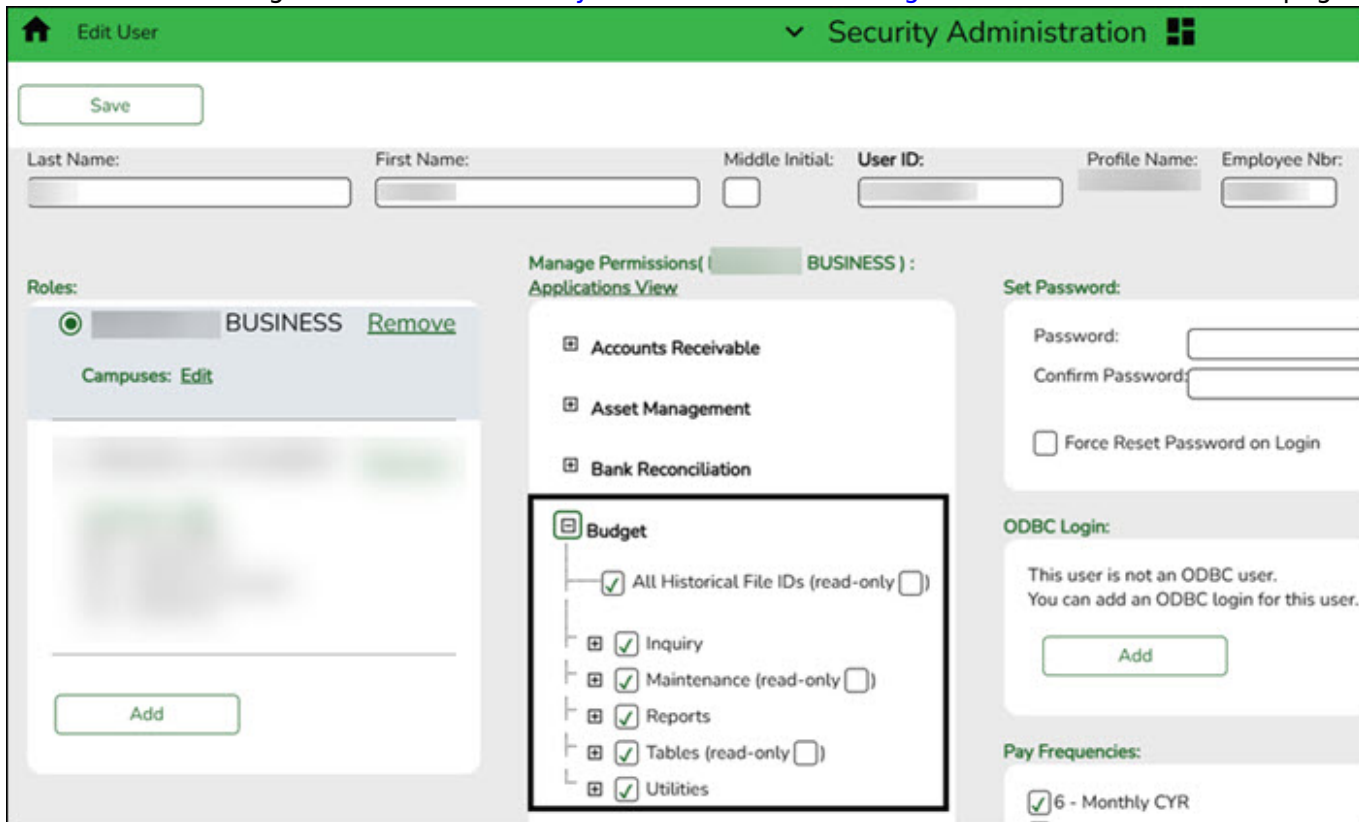 Edit User
Security Administration
Save
Last Name: First Name: Middle Initial: User ID: Profile Name: Employee Nbr:
Roles:
BUSINESS Remove
Campuses: Edit
Add
Manage Permissions( BUSINESS ) :
Applications View
Accounts Receivable
Asset Management
Bank Reconciliation
Budget
All Historical File IDs (read-only )
Inquiry
Maintenance (read-only )
Reports
Tables (read-only )
Utilities
Set Password:
Password:
Confirm Password:
Force Reset Password on Login
ODBC Login:
This user is not an ODBC user.
You can add an ODBC login for this user.
Add
Pay Frequencies:
6 - Monthly CYR